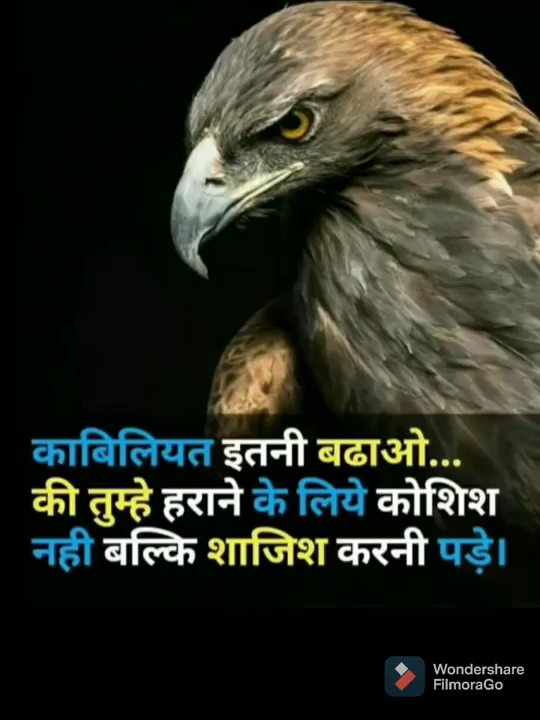 काबिलियत इतनी बढाओ...
की तुम्हे हराने के लिये कोशिश
नही बल्कि शाजिश करनी पड़े।
Wondershare
FilmoraGo